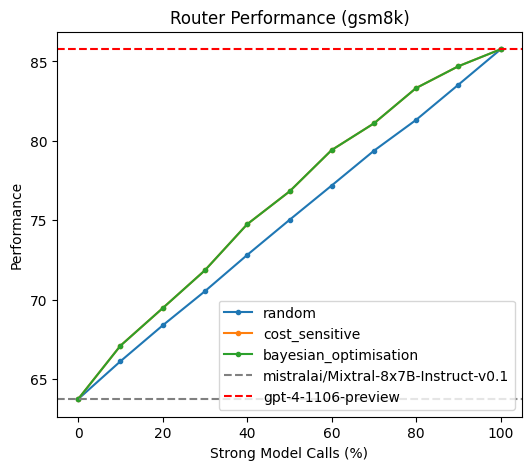 Router Performance (gsm8k)
85
80
75
70
65
Performance
random
cost_sensitive
bayesian_optimisation
mistralai/Mixtral-8x7B-Instruct-v0.1
gpt-4-1106-preview
0 20 40 60 80 100
Strong Model Calls (%)